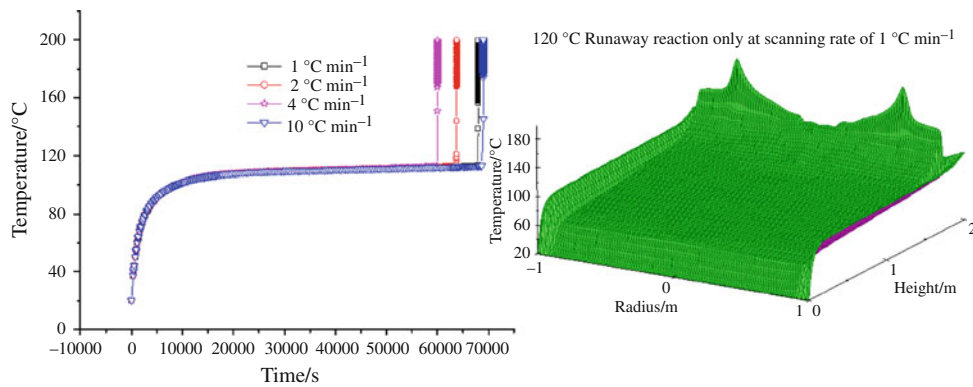 200
160
120
80
40
0
Temperature/°C
1 °C min⁻¹
2 °C min⁻¹
4 °C min⁻¹
10 °C min⁻¹
−10000 0 10000 20000 30000 40000 50000 60000 70000
Time/s
120 °C Runaway reaction only at scanning rate of 1 °C min⁻¹
Temperature/°C
180
140
100
60
20
−1
0
1
Radius/m
0
1
2
Height/m